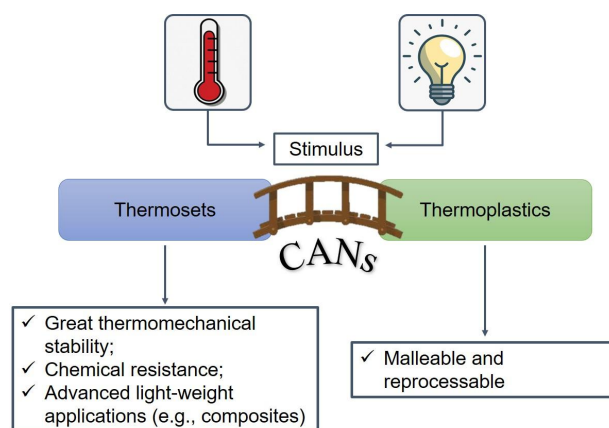 Stimulus
Thermosets
Thermoplastics
CANs
✓ Great thermomechanical
stability;
✓ Chemical resistance;
✓ Advanced light-weight
applications (e.g., composites)
✓ Malleable and
reprocessable